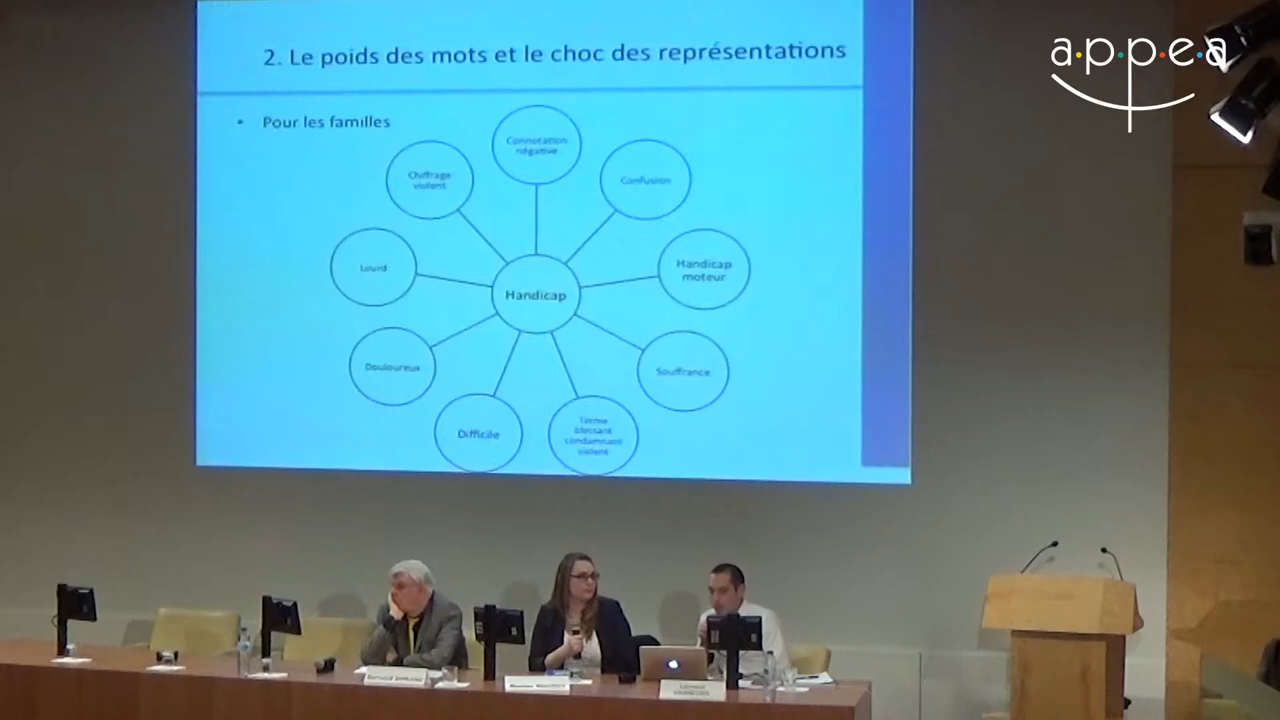 a.p.p.e.a
2. Le poids des mots et le choc des représentations
• Pour les familles
Connotation
négative
Chiffrage
violent
Confusion
Lourd
Handicap
moteur
Handicap
Douloureux
Souffrance
Difficile
Terme
blessant
condamnant
violent